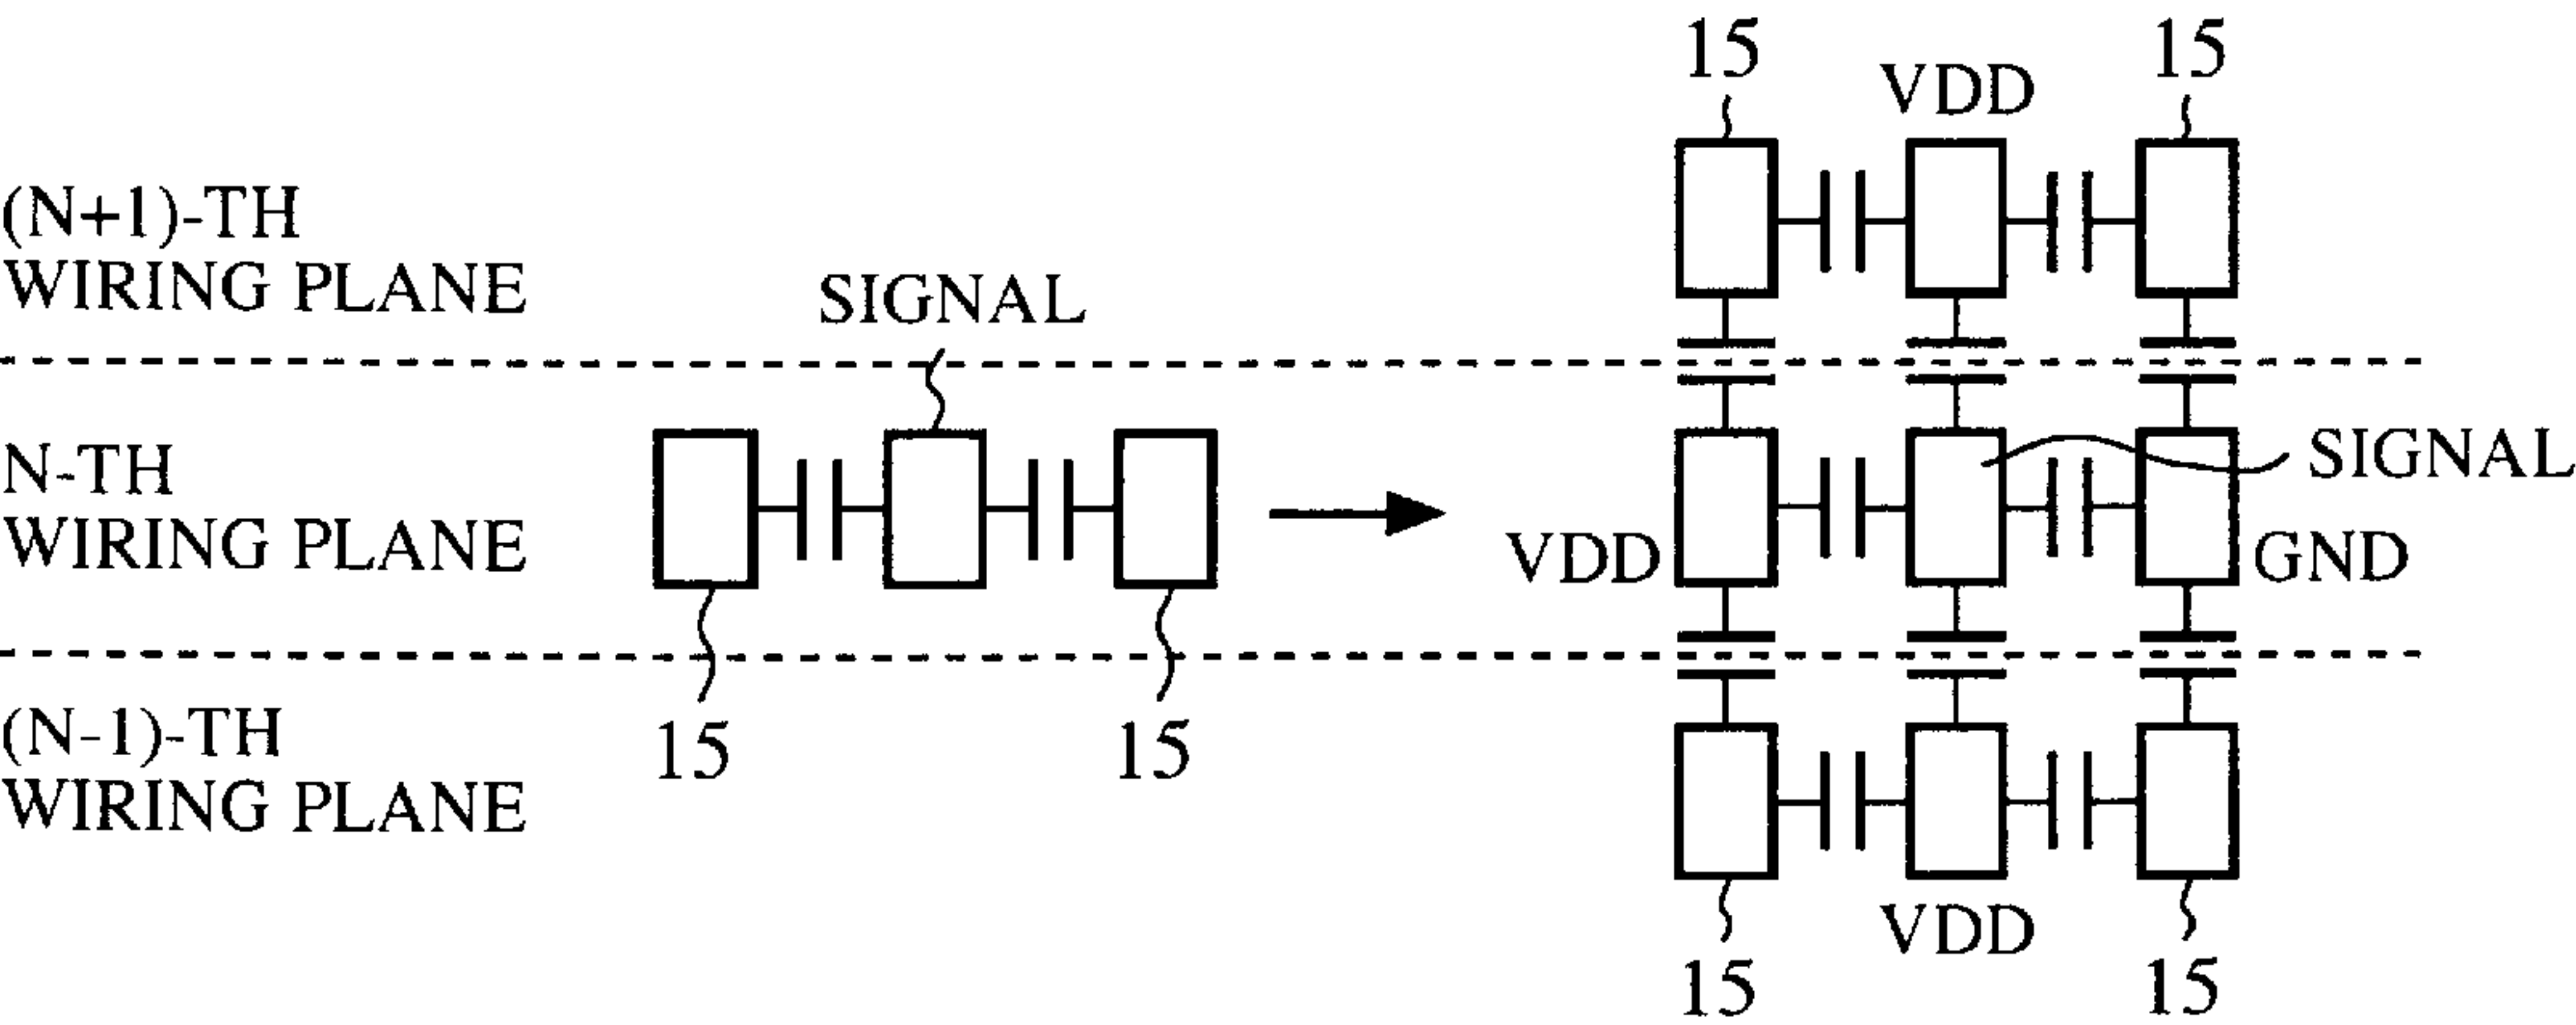 15
15
VDD
(N+1)-TH
WIRING PLANE
SIGNAL
N-TH
WIRING PLANE
SIGNAL
VDD
GND
(N-1)-TH
WIRING PLANE
15
15
VDD
15
15